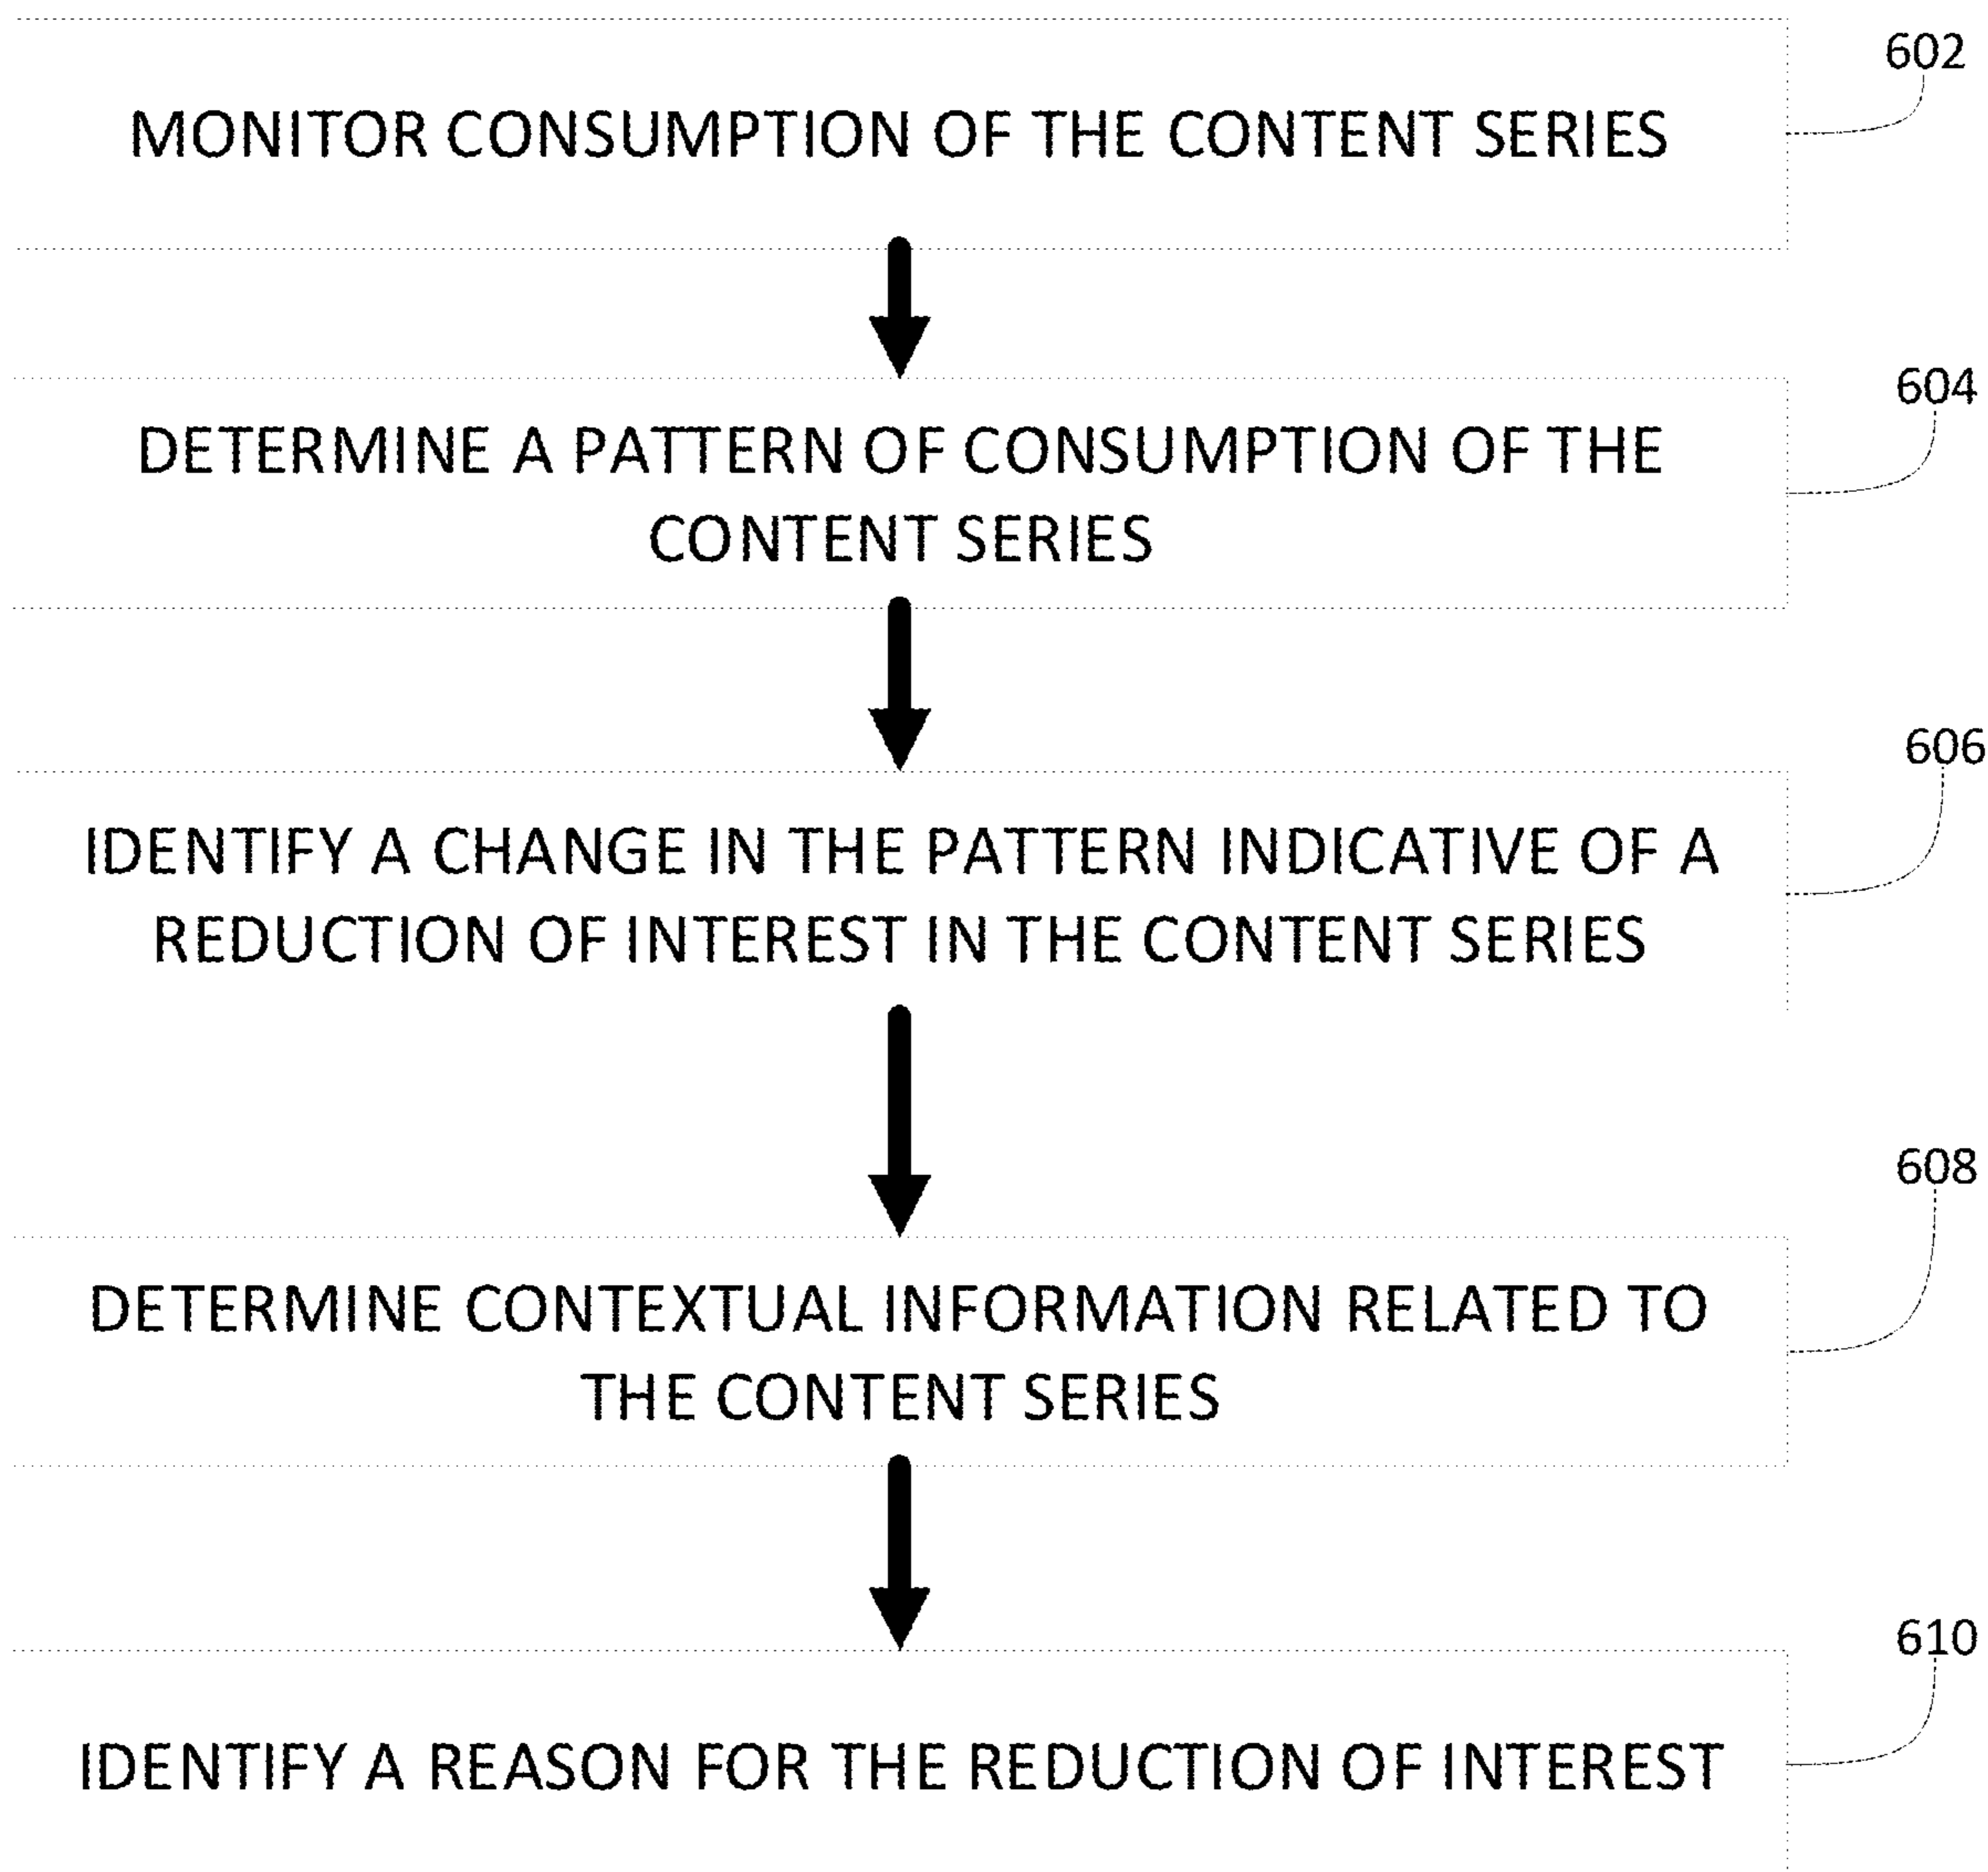 602
MONITOR CONSUMPTION OF THE CONTENT SERIES
604
DETERMINE A PATTERN OF CONSUMPTION OF THE
CONTENT SERIES
606
IDENTIFY A CHANGE IN THE PATTERN INDICATIVE OF A
REDUCTION OF INTEREST IN THE CONTENT SERIES
608
DETERMINE CONTEXTUAL INFORMATION RELATED TO
THE CONTENT SERIES
610
IDENTIFY A REASON FOR THE REDUCTION OF INTEREST